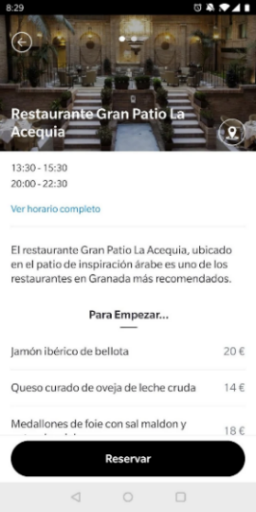 8:29
Restaurante Gran Patio La
Acequia
13:30 - 15:30
20:00 - 22:30
Ver horario completo
El restaurante Gran Patio La Acequia, ubicado
en el patio de inspiración árabe es uno de los
restaurantes en Granada más recomendados.
Para Empezar...
Jamón ibérico de bellota 20 €
Queso curado de oveja de leche cruda 14 €
Medallones de foie con sal maldon y 18 €
Reservar